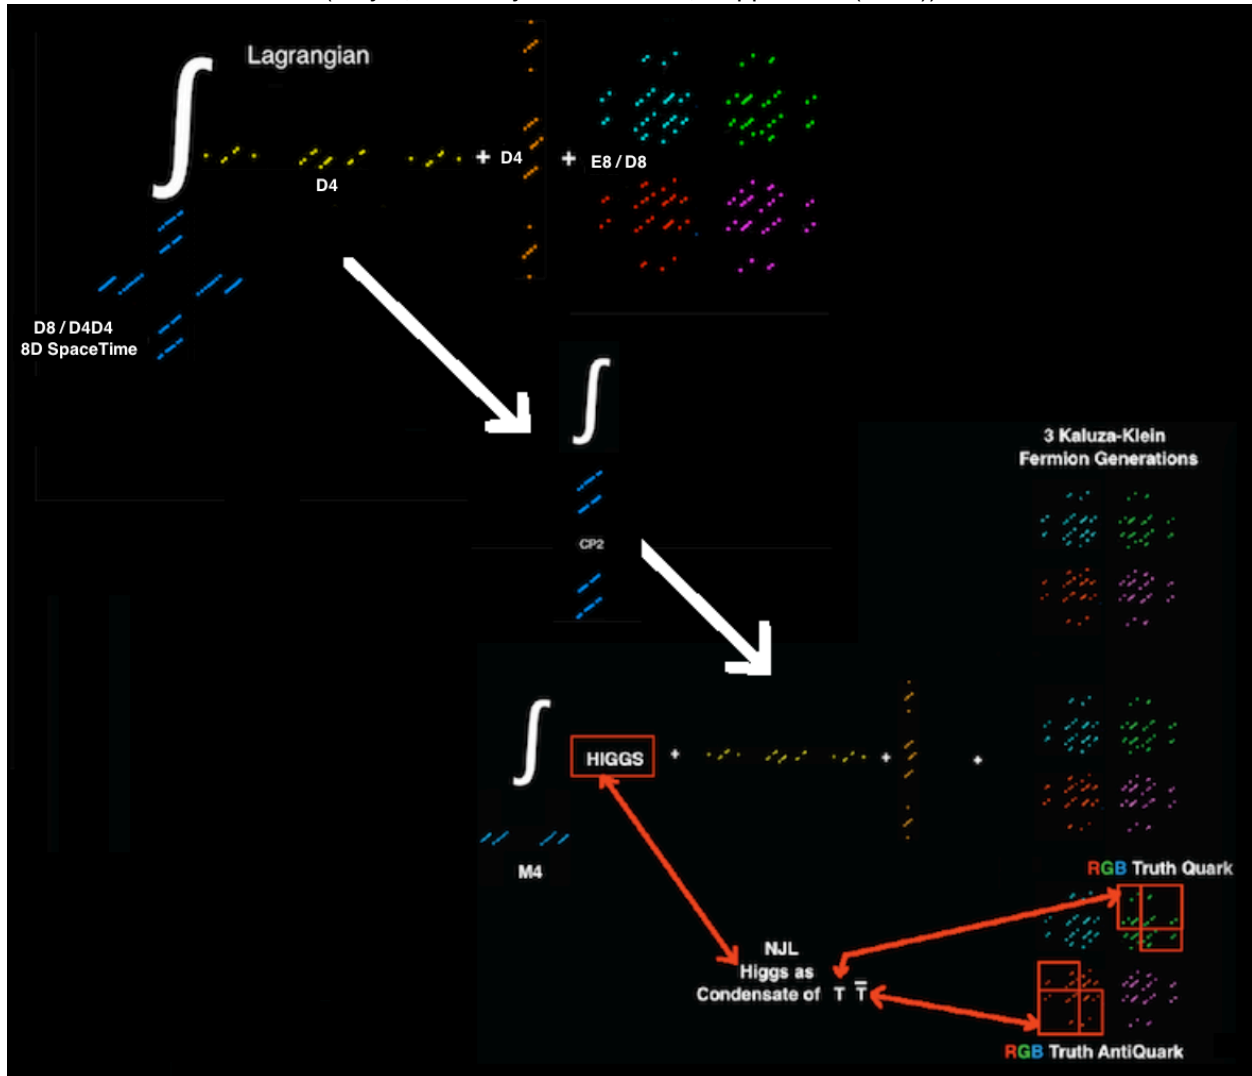 Lagrangian
+ D4
+
E8 / D8
D4
D8 / D4D4
8D SpaceTime
3 Kaluza-Klein
Fermion Generations
CP2
HIGGS
+
+
+
M4
RGB Truth Quark
NJL
Higgs as
Condensate of T T̅
RGB Truth AntiQuark